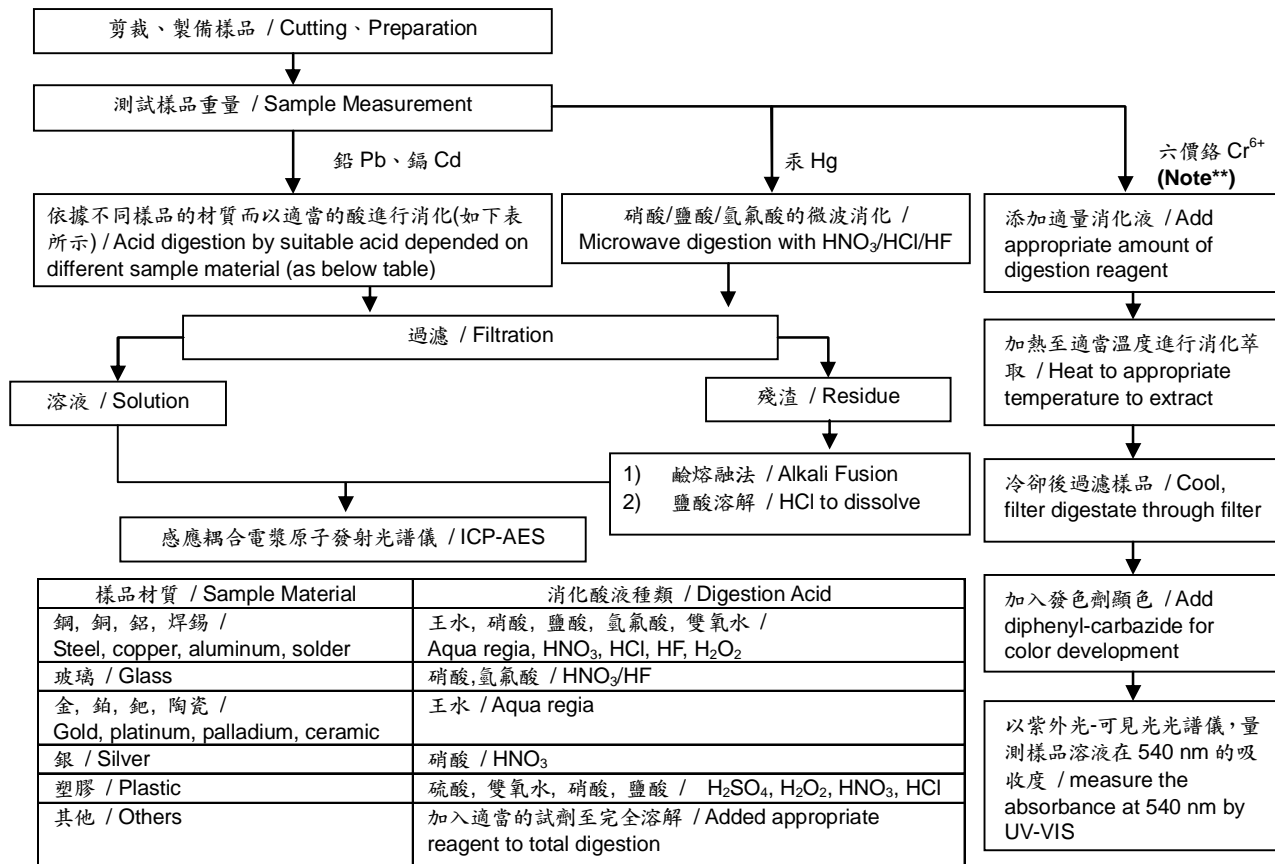 剪裁、製備樣品 / Cutting、Preparation
測試樣品重量 / Sample Measurement
鉛 Pb、鎘 Cd
汞 Hg
六價鉻 Cr⁶⁺
(Note**)
依據不同樣品的材質而以適當的酸進行消化(如下表
所示) / Acid digestion by suitable acid depended on
different sample material (as below table)
硝酸/鹽酸/氫氟酸的微波消化 /
Microwave digestion with HNO₃/HCl/HF
添加適量消化液 / Add
appropriate amount of
digestion reagent
過濾 / Filtration
加熱至適當溫度進行消化萃
取 / Heat to appropriate
temperature to extract
溶液 / Solution
殘渣 / Residue
1) 鹼熔融法 / Alkali Fusion
2) 鹽酸溶解 / HCl to dissolve
冷卻後過濾樣品 / Cool,
filter digestate through filter
感應耦合電漿原子發射光譜儀 / ICP-AES
樣品材質 / Sample Material
消化酸液種類 / Digestion Acid
鋼, 銅, 鋁, 焊錫 /
Steel, copper, aluminum, solder
王水, 硝酸, 鹽酸, 氫氟酸, 雙氧水 /
Aqua regia, HNO₃, HCl, HF, H₂O₂
玻璃 / Glass
硝酸,氫氟酸 / HNO₃/HF
金, 鉑, 鈀, 陶瓷 /
Gold, platinum, palladium, ceramic
王水 / Aqua regia
銀 / Silver
硝酸 / HNO₃
塑膠 / Plastic
硫酸, 雙氧水, 硝酸, 鹽酸 / H₂SO₄, H₂O₂, HNO₃, HCl
其他 / Others
加入適當的試劑至完全溶解 / Added appropriate
reagent to total digestion
加入發色劑顯色 / Add
diphenyl-carbazide for
color development
以紫外光-可見光光譜儀，量
測樣品溶液在 540 nm 的吸
收度 / measure the
absorbance at 540 nm by
UV-VIS